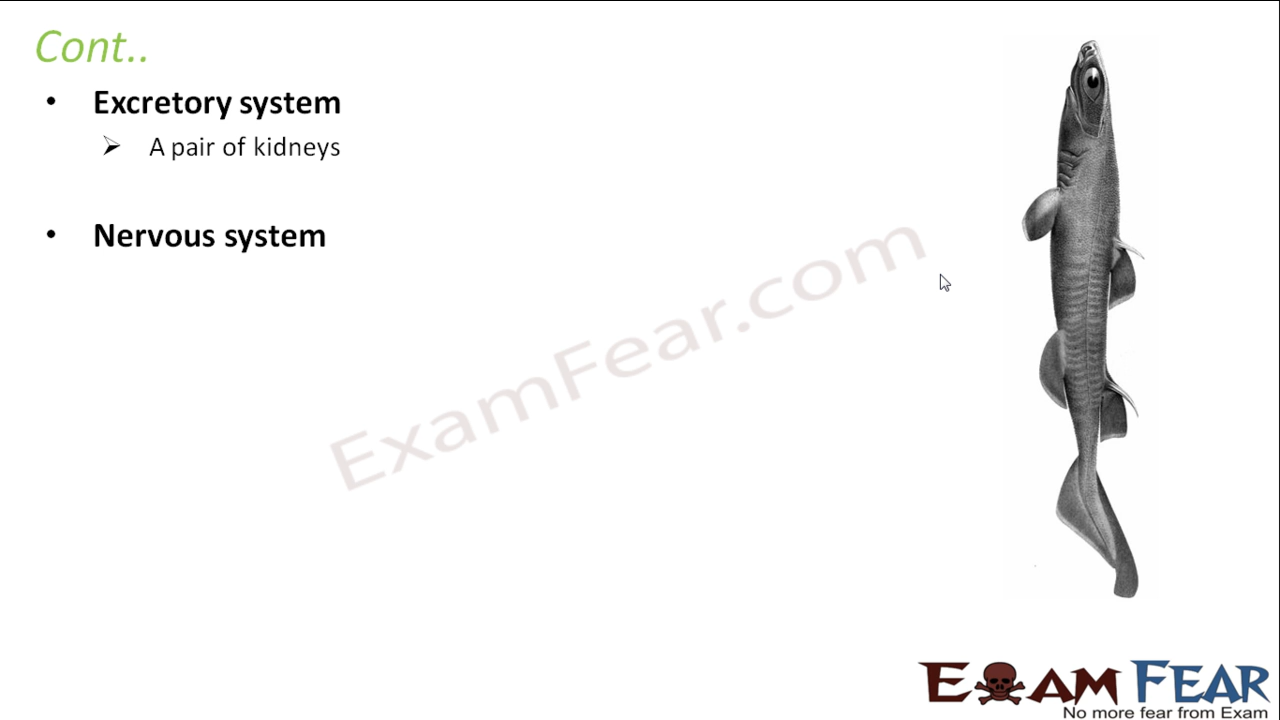 Cont..
• Excretory system
➢ A pair of kidneys
• Nervous system
ExamFear.com
EXAM FEAR
No more fear from Exam